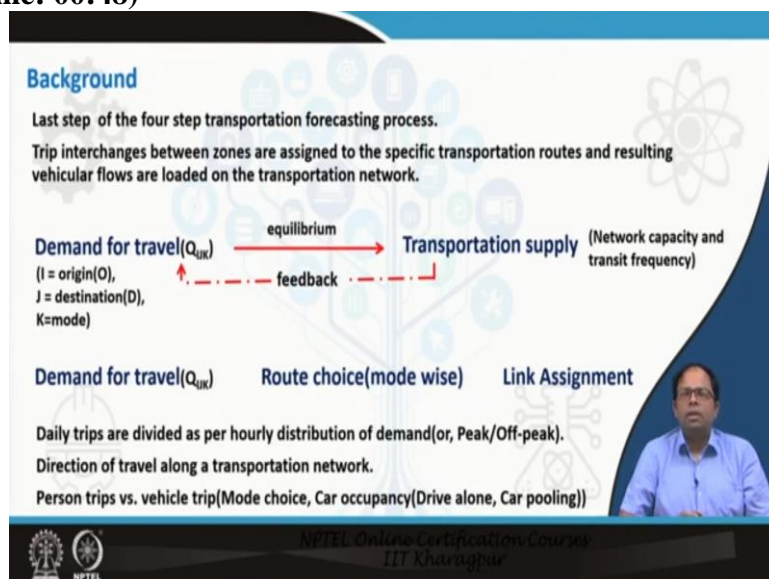 00:48)
Background
Last step of the four step transportation forecasting process.
Trip interchanges between zones are assigned to the specific transportation routes and resulting
vehicular flows are loaded on the transportation network.
equilibrium
Demand for travel(QIJK)
Transportation supply
(Network capacity and
transit frequency)
(I = origin(O),
J = destination(D),
K=mode)
feedback
Demand for travel(QIJK) Route choice(mode wise) Link Assignment
Daily trips are divided as per hourly distribution of demand(or, Peak/Off-peak).
Direction of travel along a transportation network.
Person trips vs. vehicle trip(Mode choice, Car occupancy(Drive alone, Car pooling))
NPTEL Online Certification Courses
IIT Kharagpur
NPTEL